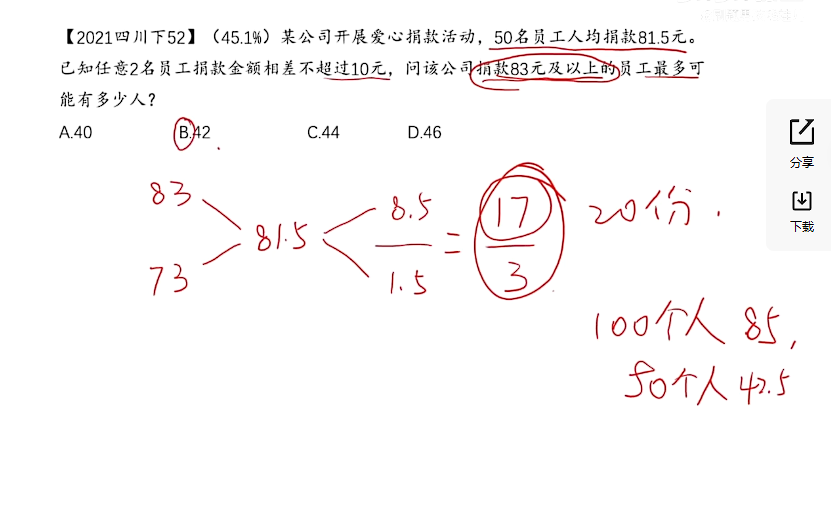 【2021四川下52】（45.1%）某公司开展爱心捐款活动，50名员工人均捐款81.5元。
已知任意2名员工捐款金额相差不超过10元，问该公司捐款83元及以上的员工最多可
能有多少人？
A.40 B.42 C.44 D.46
分享
下载
83
73
81.5
8.5
1.5
=
17
3
20份.
100个人 85,
50个人 42.5